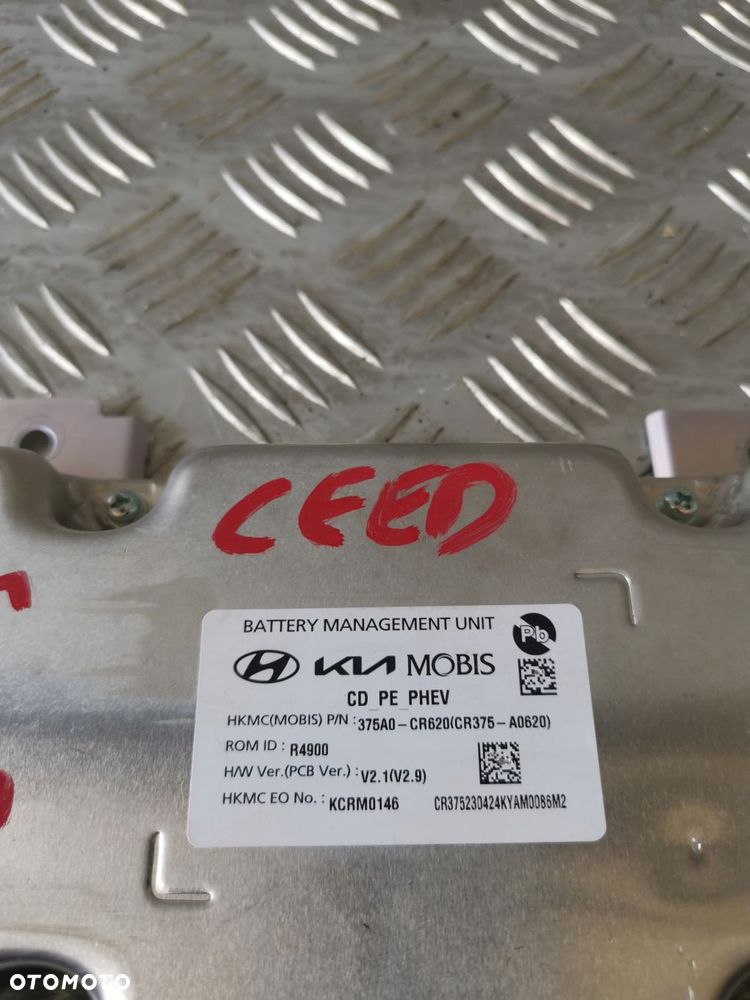 CEED
BATTERY MANAGEMENT UNIT
Pb
KIA MOBIS
CD_PE_PHEV
HKMC(MOBIS) P/N : 375A0-CR620(CR375-A0620)
ROM ID : R4900
H/W Ver.(PCB Ver.) : V2.1(V2.9)
HKMC EO No. : KCRM0146
CR375230424KYAM0086M2
OTOMOTO